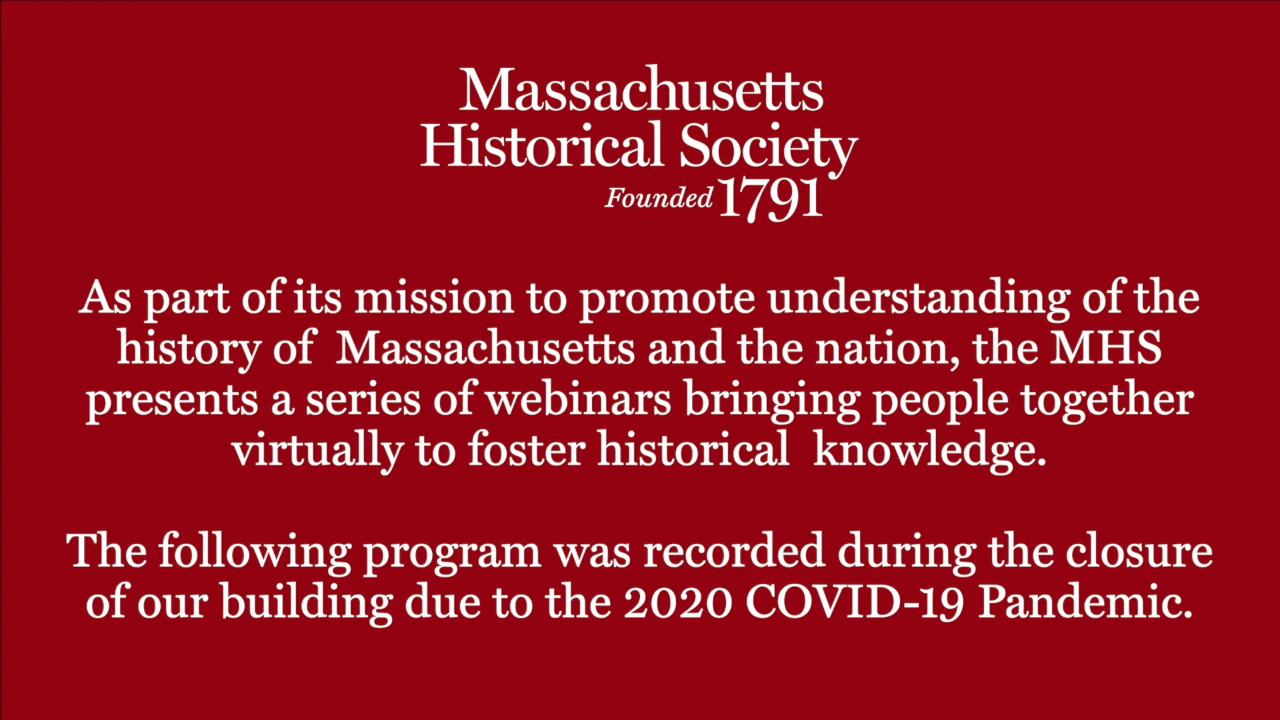 Massachusetts
Historical Society
Founded 1791
As part of its mission to promote understanding of the
history of  Massachusetts and the nation, the MHS
presents a series of webinars bringing people together
virtually to foster historical  knowledge.
The following program was recorded during the closure
of our building due to the 2020 COVID-19 Pandemic.